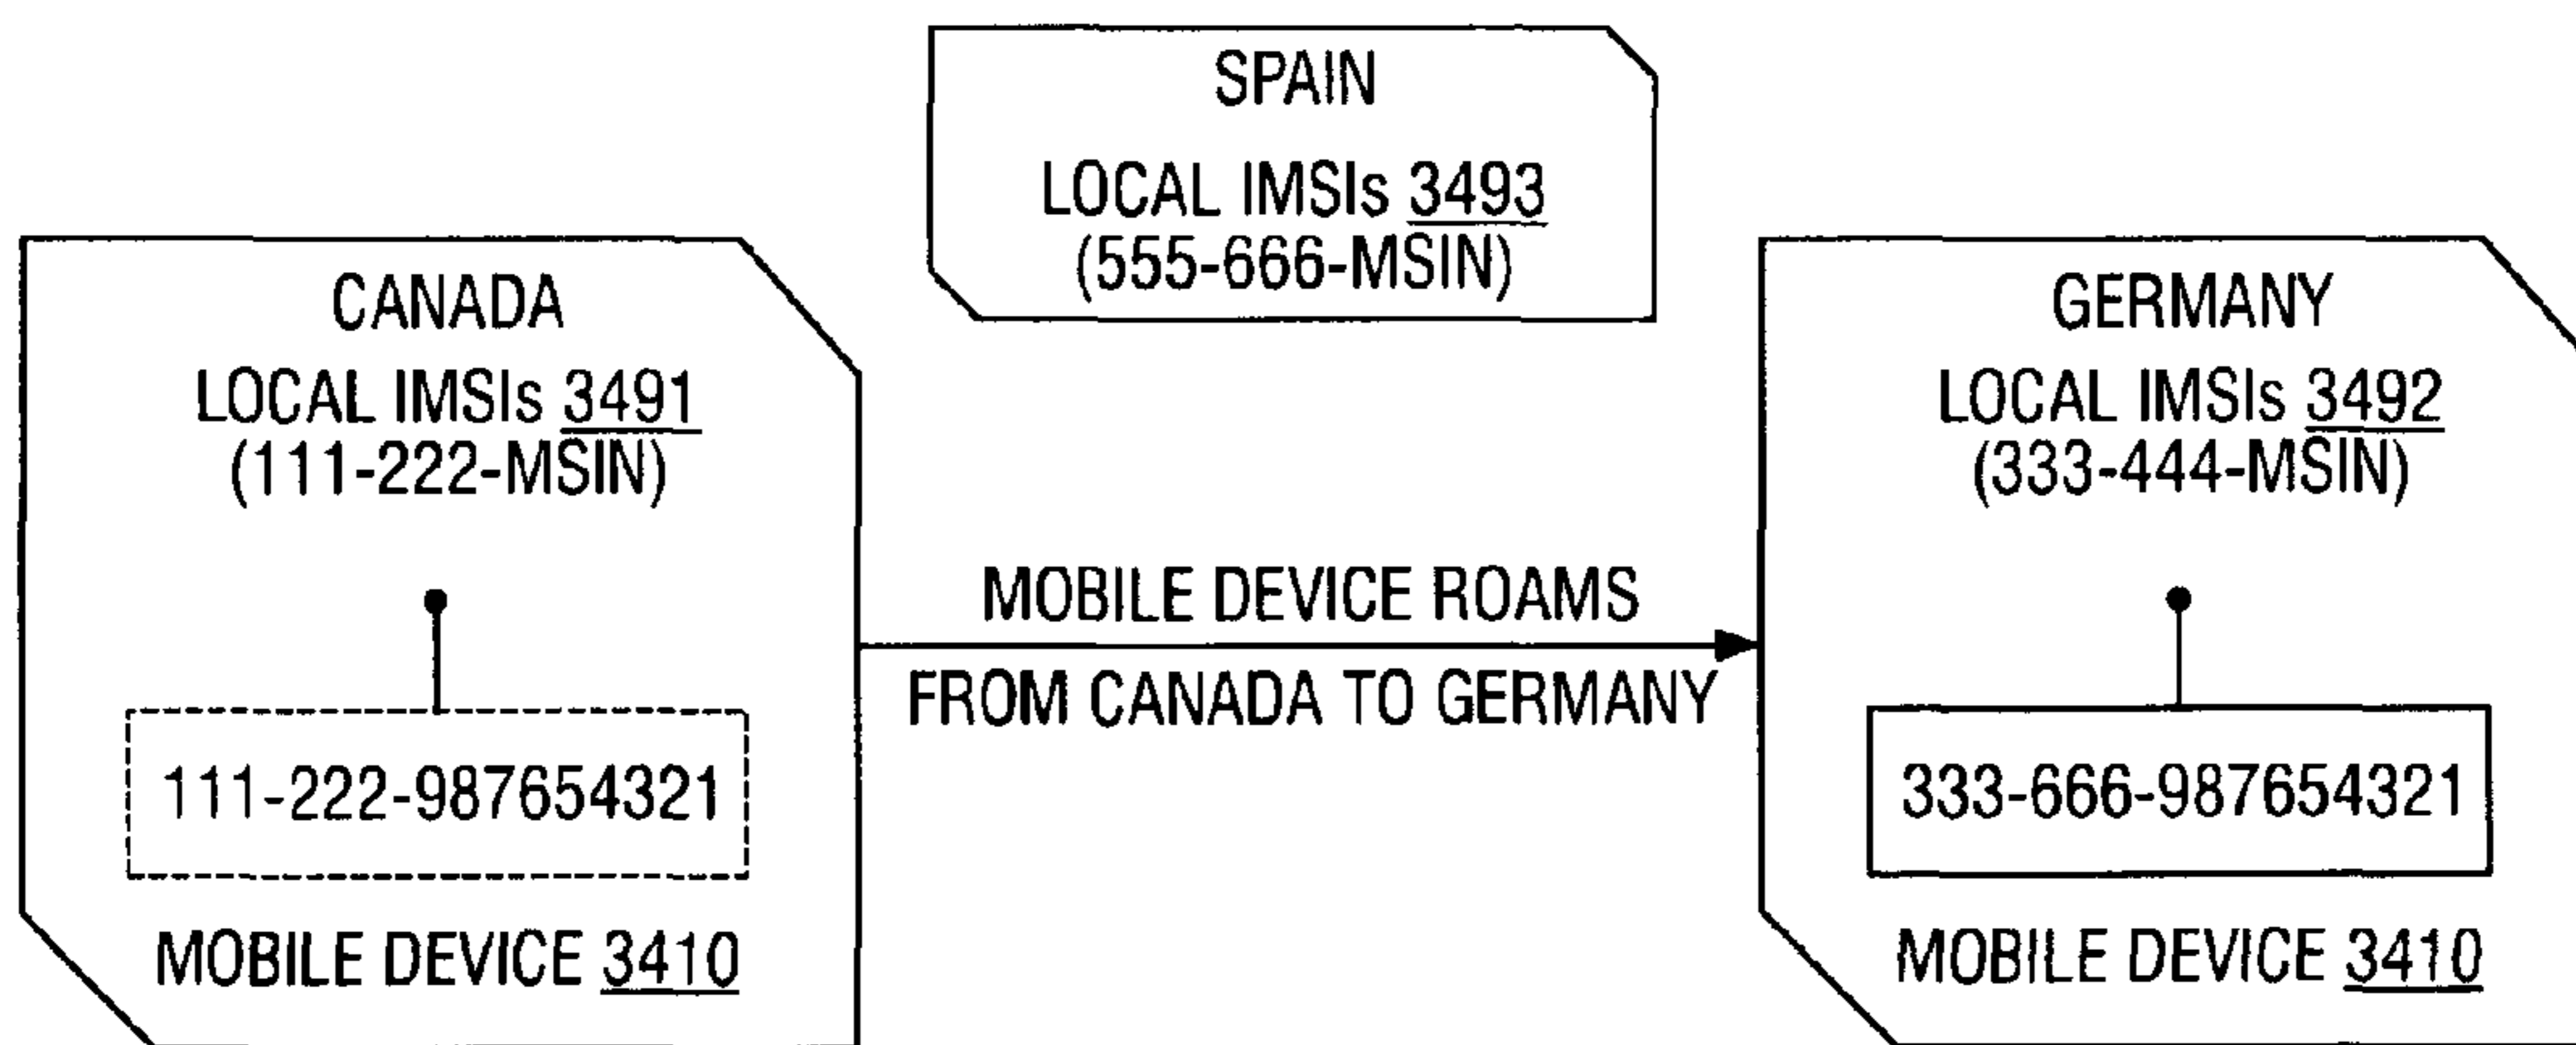 SPAIN
LOCAL IMSIs 3493
(555-666-MSIN)
CANADA
LOCAL IMSIs 3491
(111-222-MSIN)
111-222-987654321
MOBILE DEVICE 3410
MOBILE DEVICE ROAMS
FROM CANADA TO GERMANY
GERMANY
LOCAL IMSIs 3492
(333-444-MSIN)
333-666-987654321
MOBILE DEVICE 3410